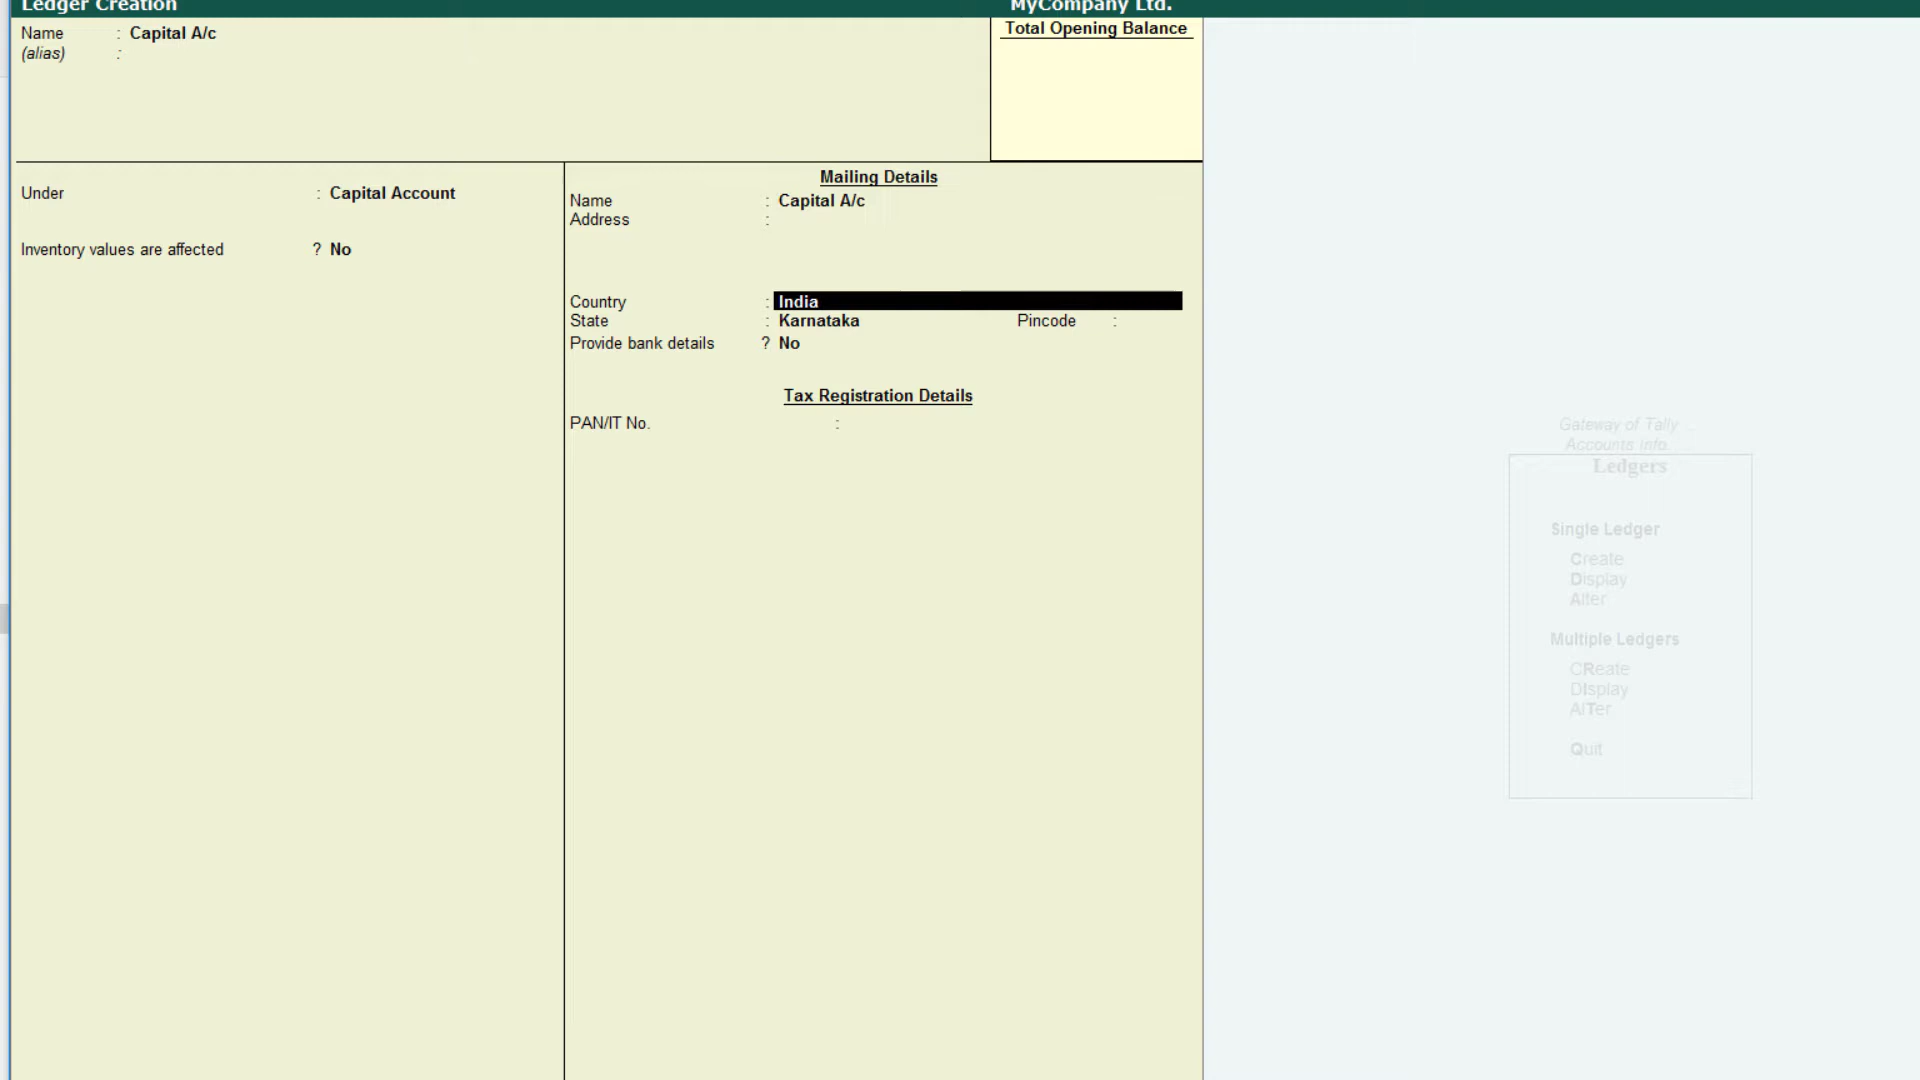 Ledger Creation MyCompany Ltd.
Name : Capital A/c
(alias) :
Total Opening Balance
Under : Capital Account
Inventory values are affected ? No
Mailing Details
Name : Capital A/c
Address :
Country : India
State : Karnataka Pincode :
Provide bank details ? No
Tax Registration Details
PAN/IT No. :
Gateway of Tally ...
Accounts Info.
Ledgers
Single Ledger
Create
Display
Alter
Multiple Ledgers
CReate
DIsplay
AlTer
Quit